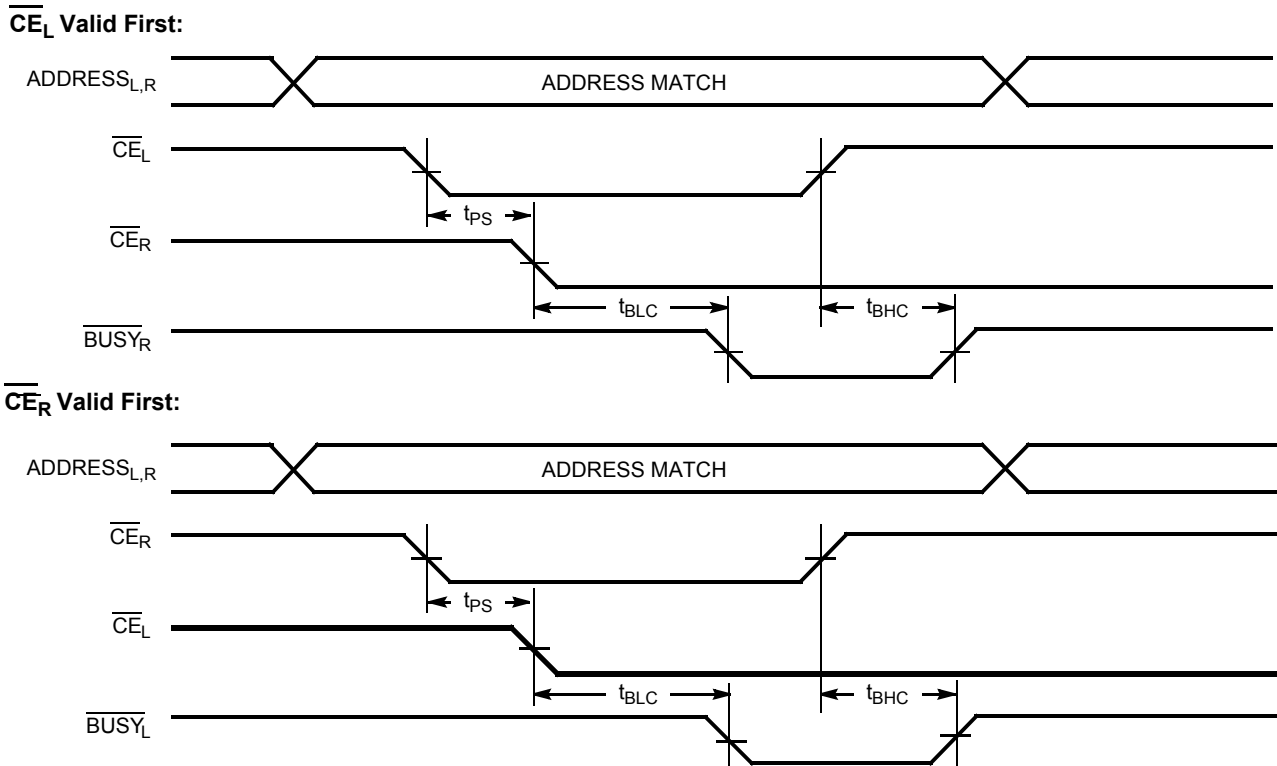 CE_L Valid First:
ADDRESS_L,R
ADDRESS MATCH
CE_L
t_PS
CE_R
t_BLC
t_BHC
BUSY_R
CE_R Valid First:
ADDRESS_L,R
ADDRESS MATCH
CE_R
t_PS
CE_L
t_BLC
t_BHC
BUSY_L